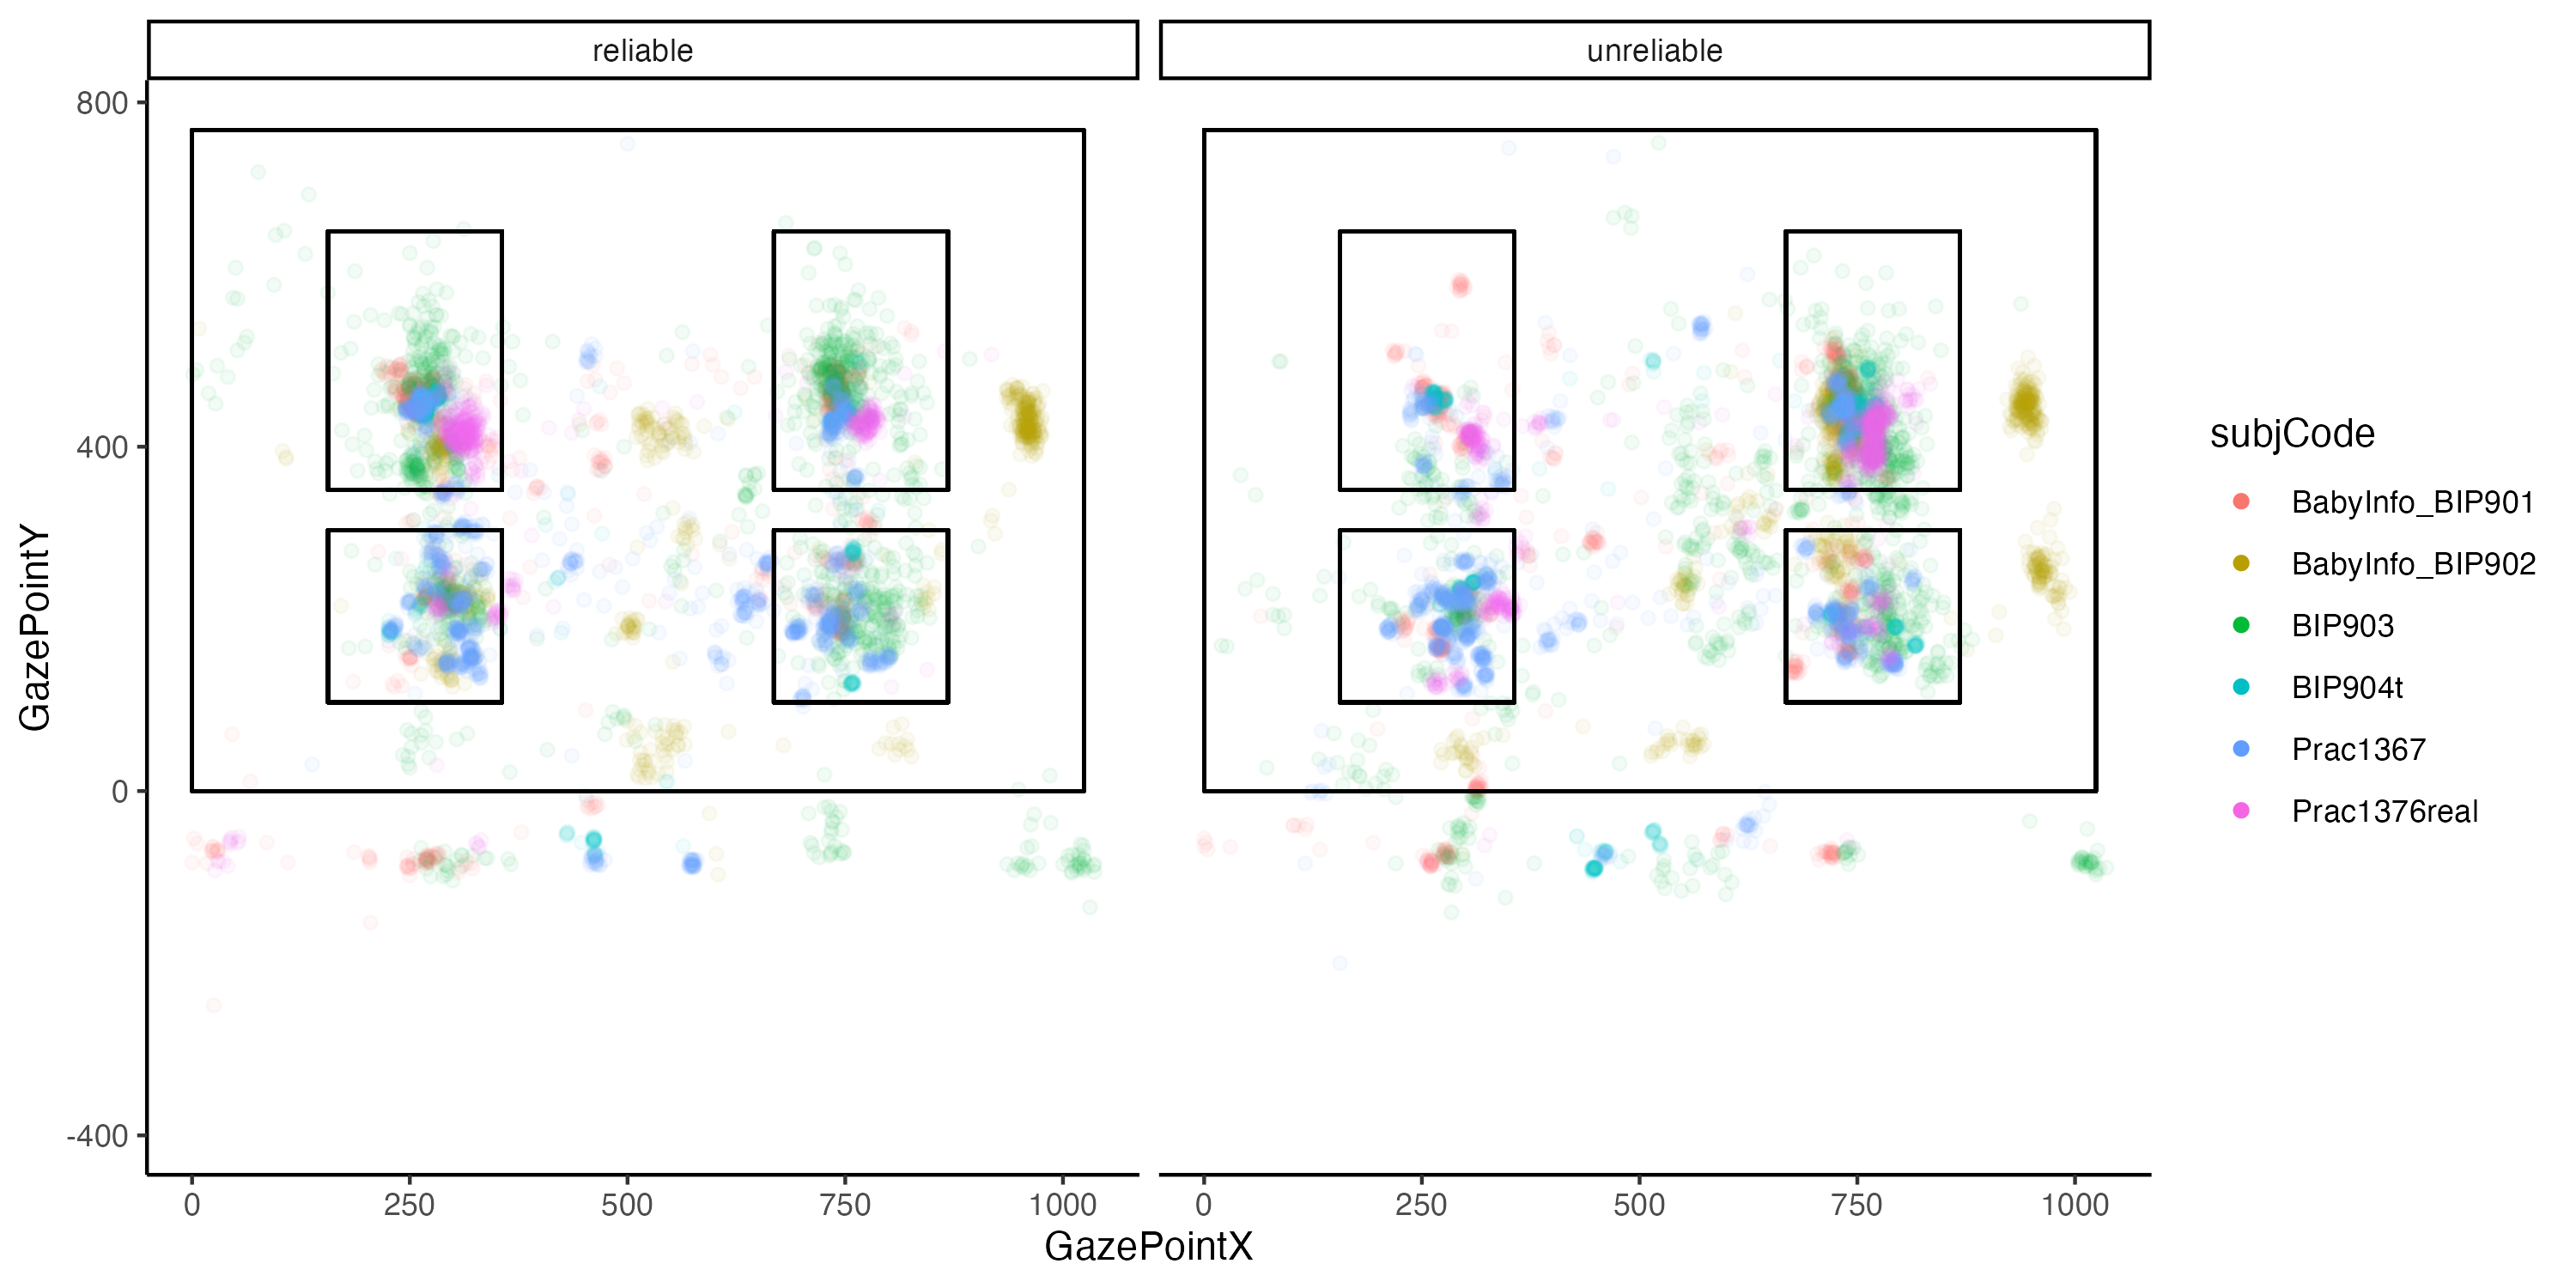 reliable
unreliable
800
400
0
-400
GazePointY
0
250
500
750
1000
0
250
500
750
1000
GazePointX
subjCode
BabyInfo_BIP901
BabyInfo_BIP902
BIP903
BIP904t
Prac1367
Prac1376real